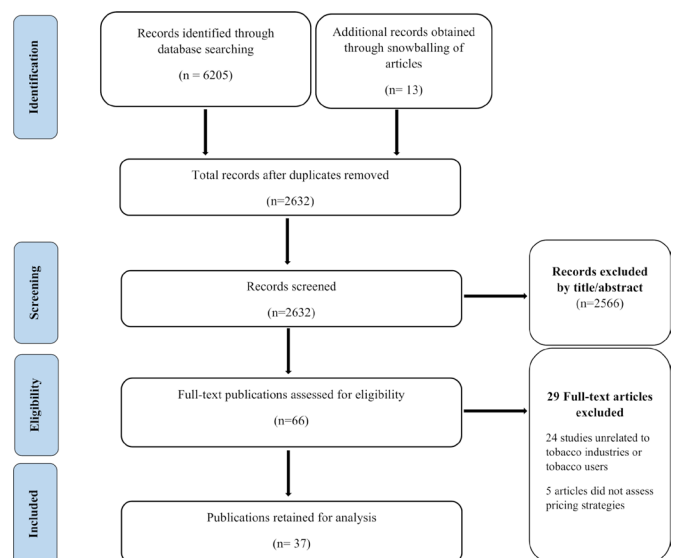 Identification
Records identified through
database searching
(n = 6205)
Additional records obtained
through snowballing of
articles
(n= 13)
Total records after duplicates removed
(n=2632)
Screening
Records screened
(n=2632)
Records excluded
by title/abstract
(n=2566)
Eligibility
Full-text publications assessed for eligibility
(n=66)
29 Full-text articles
excluded
24 studies unrelated to
tobacco industries or
tobacco users
5 articles did not assess
pricing strategies
Included
Publications retained for analysis
(n= 37)